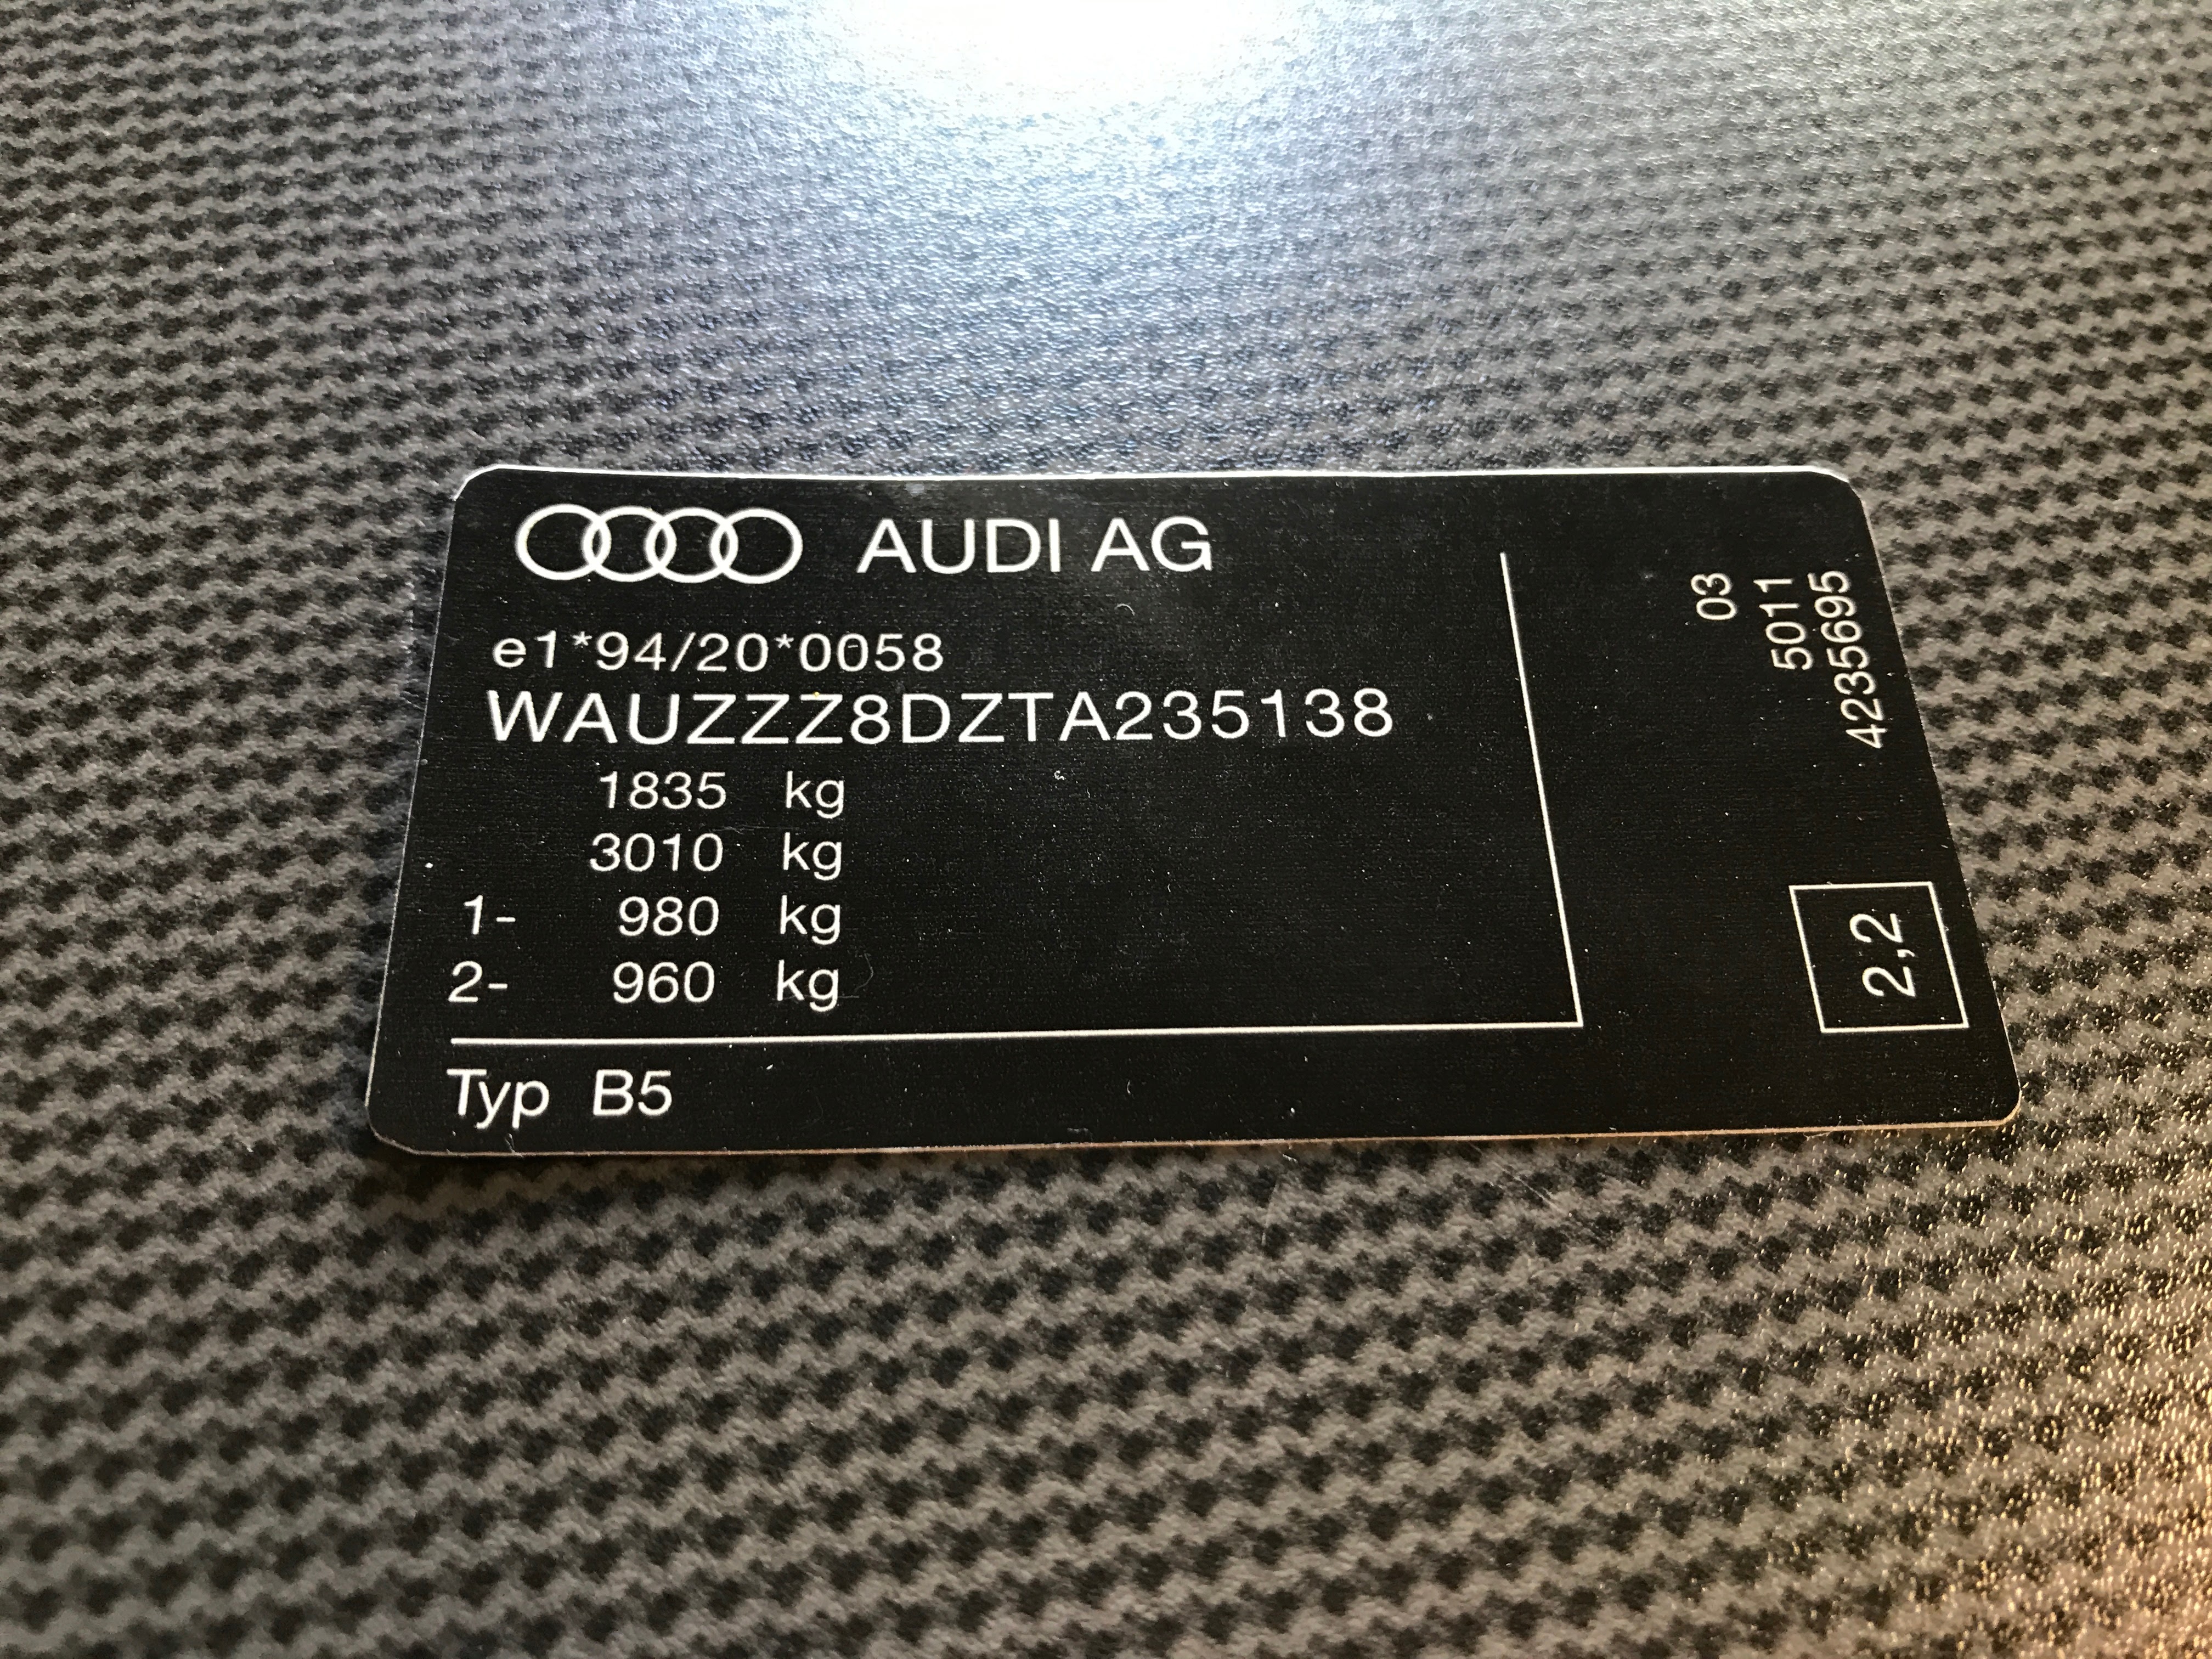 AUDI AG
e1*94/20*0058
WAUZZZ8DZTA235138
1835 kg
3010 kg
1- 980 kg
2- 960 kg
Typ B5
03
5011
42356695
2,2